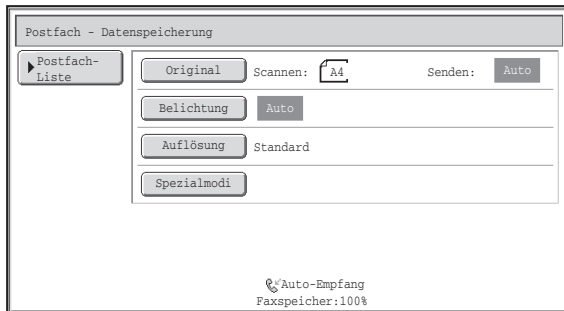 Postfach - Datenspeicherung
Postfach-
Liste
Original Scannen: A4 Senden: Auto
Belichtung Auto
Auflösung Standard
Spezialmodi
Auto-Empfang
Faxspeicher:100%